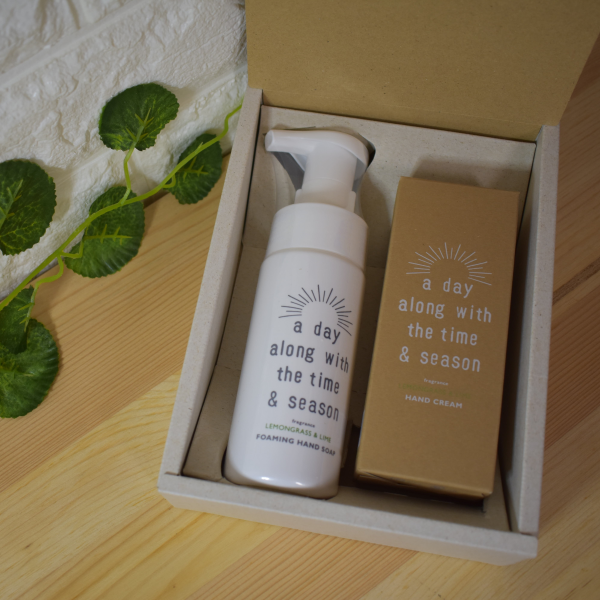 a day
along with
the time
& season
fragrance
LEMONGRASS & LIME
FOAMING HAND SOAP
a day
along with
the time
& season
fragrance
HAND CREAM